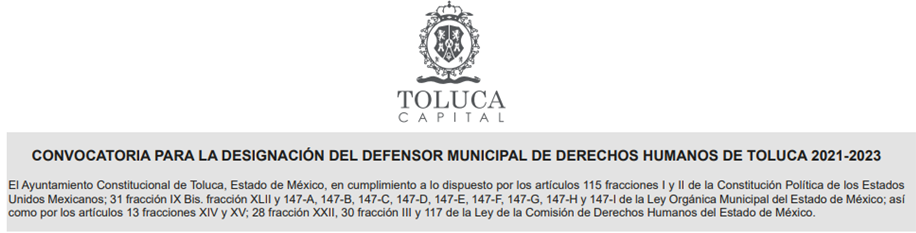 TOLUCA
CAPITAL
CONVOCATORIA PARA LA DESIGNACIÓN DEL DEFENSOR MUNICIPAL DE DERECHOS HUMANOS DE TOLUCA 2021-2023
El Ayuntamiento Constitucional de Toluca, Estado de México, en cumplimiento a lo dispuesto por los artículos 115 fracciones I y II de la Constitución Política de los Estados
Unidos Mexicanos; 31 fracción IX Bis. fracción XLII y 147-A, 147-B, 147-C, 147-D, 147-E, 147-F, 147-G, 147-H y 147-I de la Ley Orgánica Municipal del Estado de México; así
como por los artículos 13 fracciones XIV y XV; 28 fracción XXII, 30 fracción III y 117 de la Ley de la Comisión de Derechos Humanos del Estado de México.